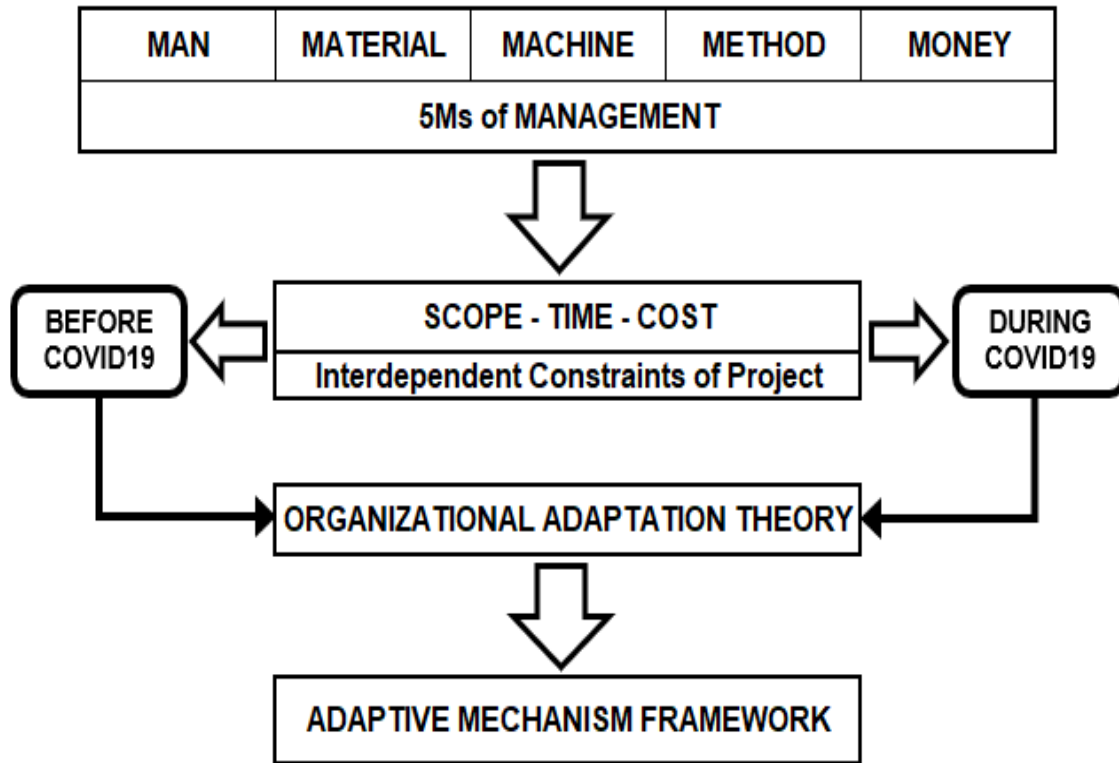 MAN MATERIAL MACHINE METHOD MONEY
5Ms of MANAGEMENT
BEFORE
COVID19
SCOPE - TIME - COST
Interdependent Constraints of Project
DURING
COVID19
ORGANIZATIONAL ADAPTATION THEORY
ADAPTIVE MECHANISM FRAMEWORK